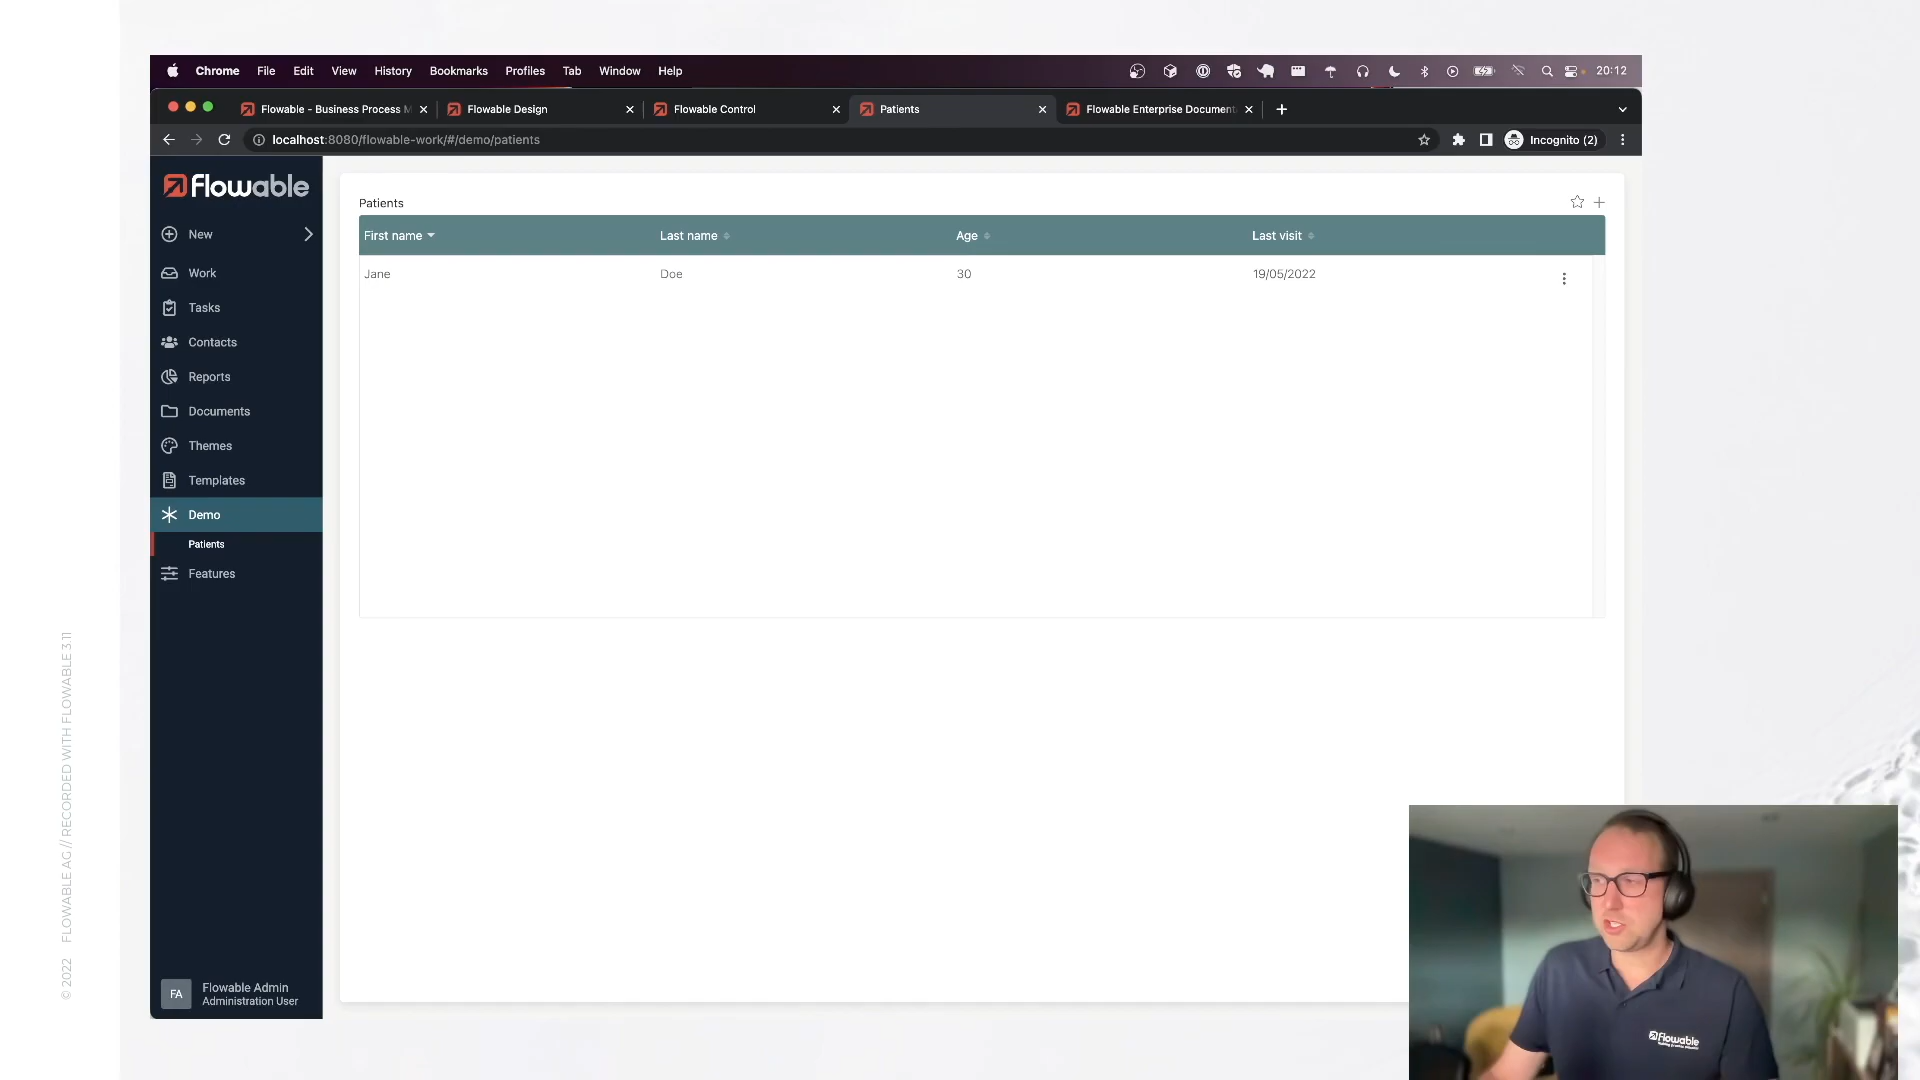 Chrome File Edit View History Bookmarks Profiles Tab Window Help 20:12
Flowable - Business Process M Flowable Design Flowable Control Patients Flowable Enterprise Document
localhost:8080/flowable-work/#/demo/patients Incognito (2)
Flowable
New
Work
Tasks
Contacts
Reports
Documents
Themes
Templates
Demo
Patients
Features
FA Flowable Admin
Administration User
Patients
First name Last name Age Last visit
Jane Doe 30 19/05/2022
© 2022 FLOWABLE AG // RECORDED WITH FLOWABLE 3.11
Flowable